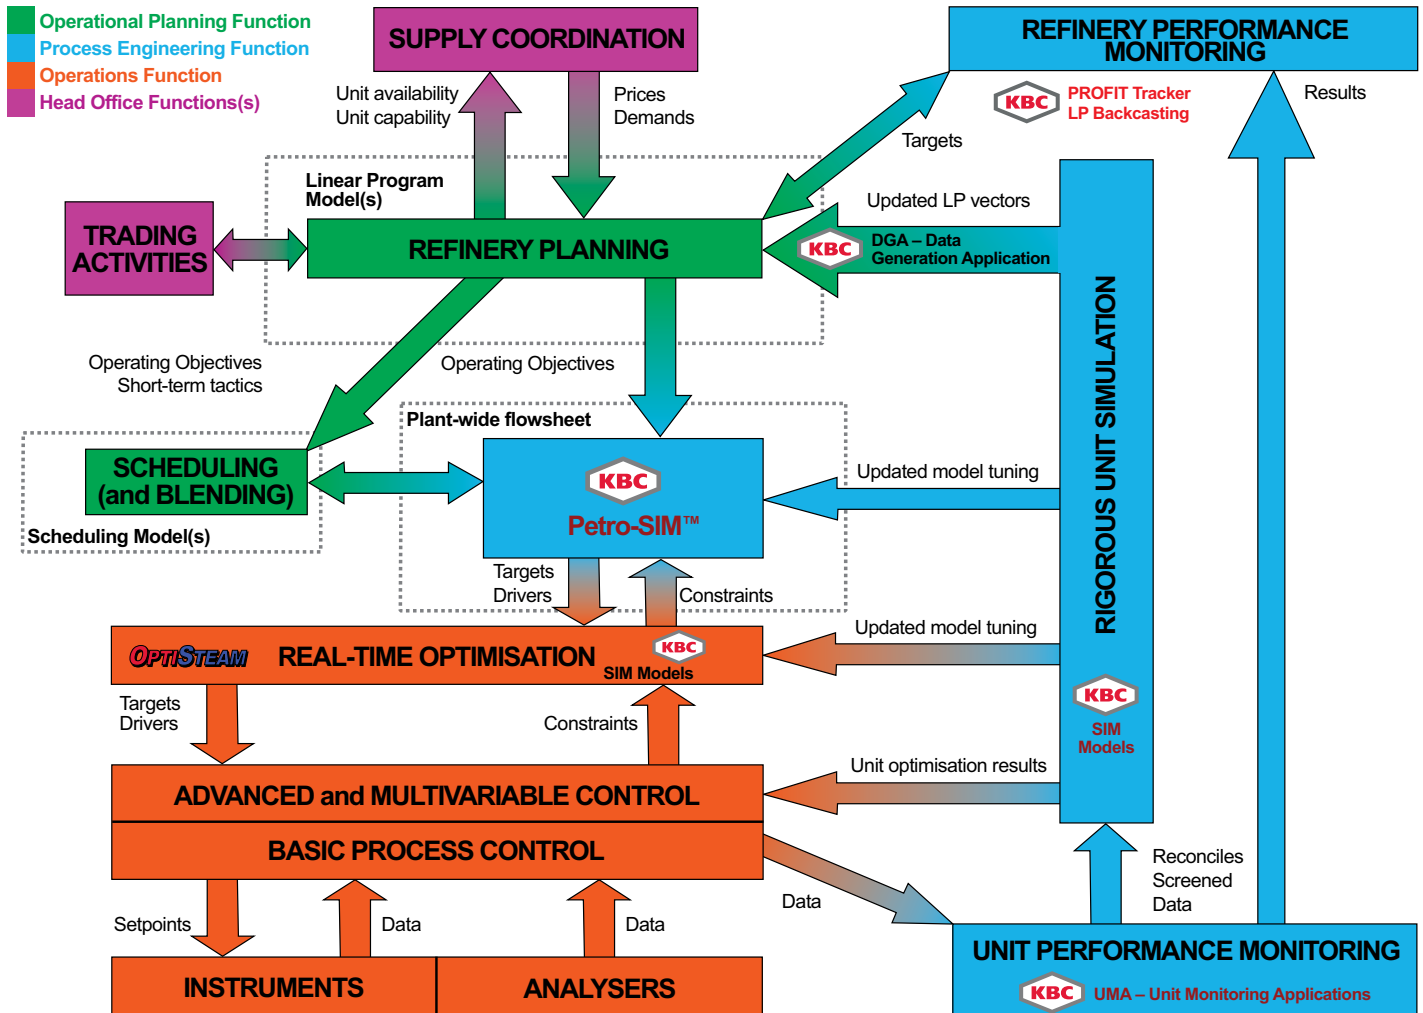 Operational Planning Function
Process Engineering Function
Operations Function
Head Office Functions(s)
SUPPLY COORDINATION
REFINERY PERFORMANCE
MONITORING
KBC
PROFIT Tracker
LP Backcasting
Results
Unit availability
Unit capability
Prices
Demands
Targets
Linear Program
Model(s)
Updated LP vectors
TRADING
ACTIVITIES
REFINERY PLANNING
KBC
DGA – Data
Generation Application
Operating Objectives
Short-term tactics
Operating Objectives
Plant-wide flowsheet
SCHEDULING
(and BLENDING)
Scheduling Model(s)
KBC
Petro-SIM™
Updated model tuning
RIGOROUS UNIT SIMULATION
Targets
Drivers
Constraints
OPTISTEAM
REAL-TIME OPTIMISATION
KBC
SIM Models
Updated model tuning
KBC
SIM
Models
Targets
Drivers
Constraints
Unit optimisation results
ADVANCED and MULTIVARIABLE CONTROL
BASIC PROCESS CONTROL
Reconciles
Screened
Data
Setpoints
Data
Data
Data
INSTRUMENTS
ANALYSERS
UNIT PERFORMANCE MONITORING
KBC
UMA – Unit Monitoring Applications